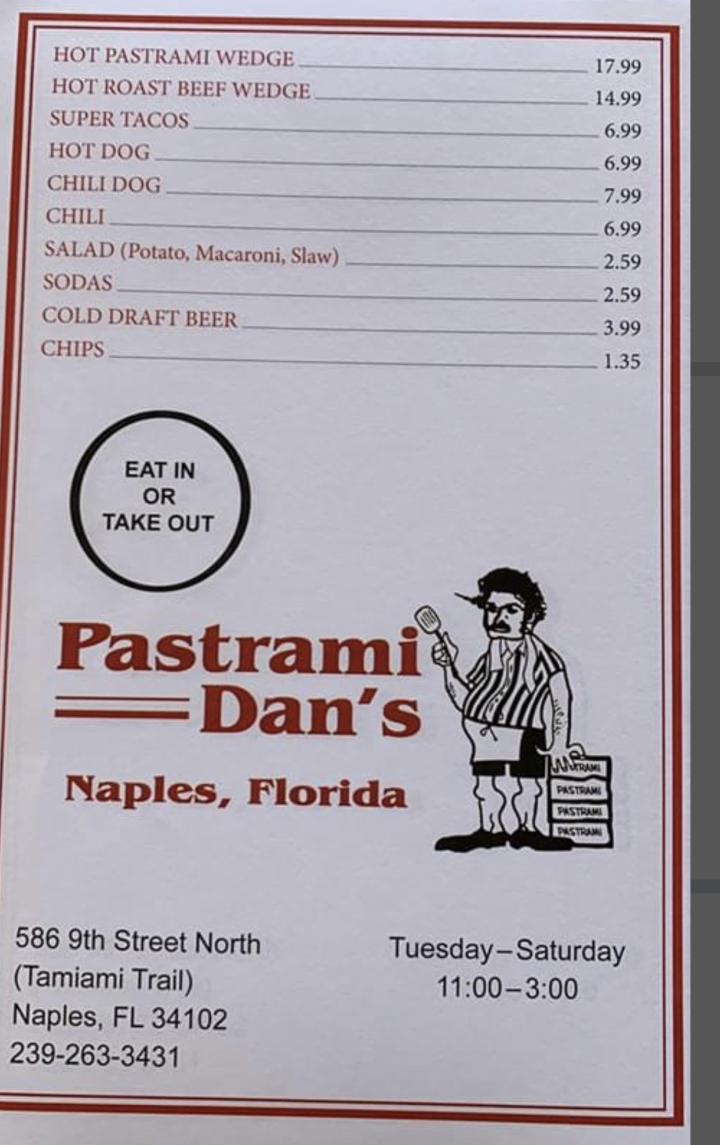 HOT PASTRAMI WEDGE 17.99
HOT ROAST BEEF WEDGE 14.99
SUPER TACOS 6.99
HOT DOG 6.99
CHILI DOG 7.99
CHILI 6.99
SALAD (Potato, Macaroni, Slaw) 2.59
SODAS 2.59
COLD DRAFT BEER 3.99
CHIPS 1.35
EAT IN
OR
TAKE OUT
Pastrami
Dan's
Naples, Florida
TRAMI
PASTRAMI
PASTRAMI
PASTRAMI
586 9th Street North
(Tamiami Trail)
Naples, FL 34102
239-263-3431
Tuesday–Saturday
11:00–3:00